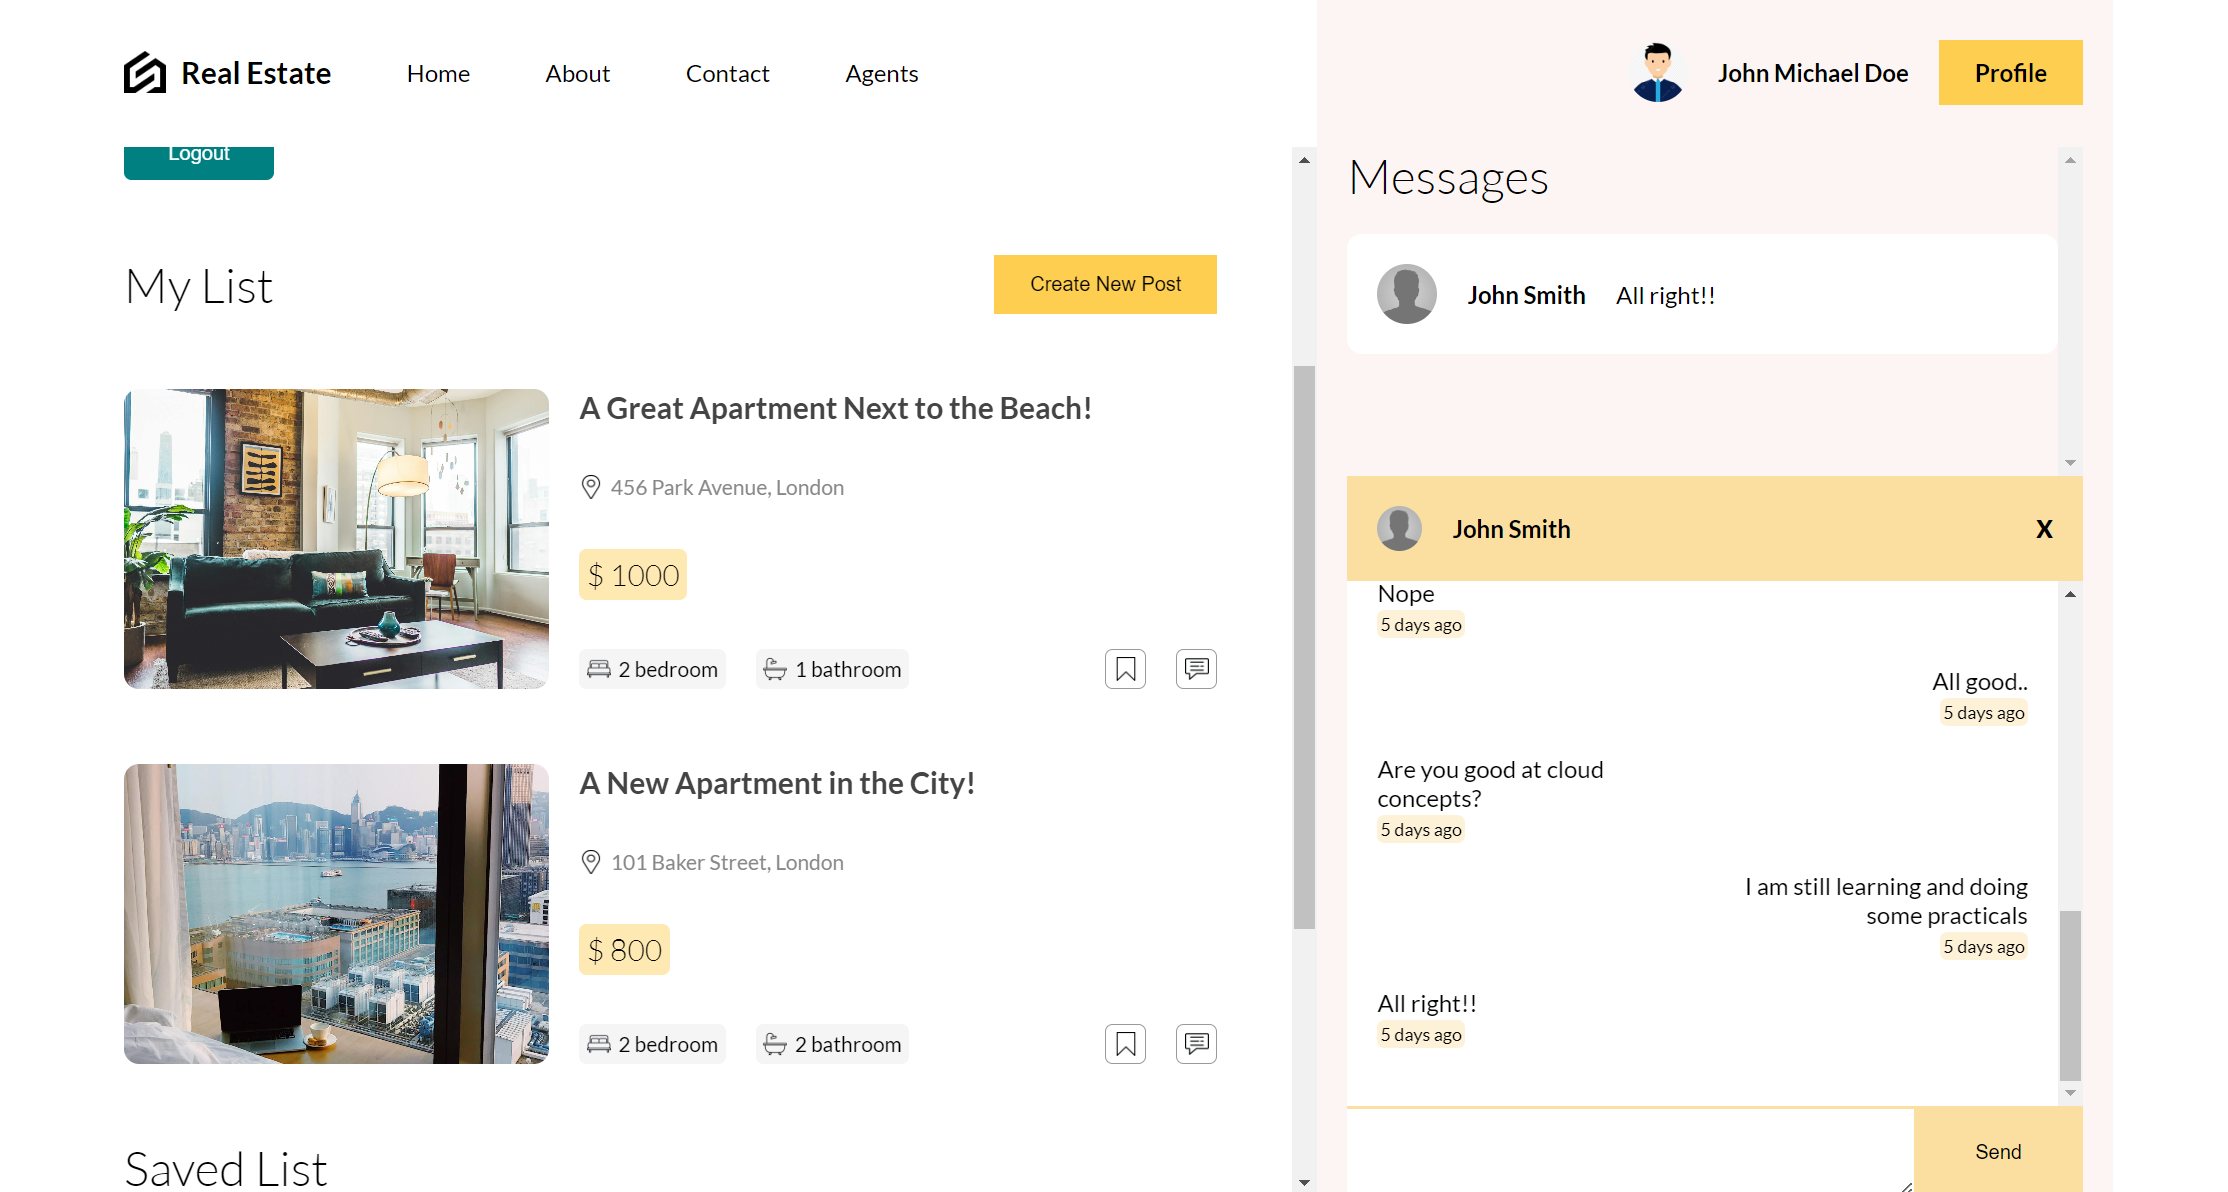 Real Estate
Home
About
Contact
Agents
John Michael Doe
Profile
Logout
My List
Create New Post
A Great Apartment Next to the Beach!
456 Park Avenue, London
$ 1000
2 bedroom
1 bathroom
A New Apartment in the City!
101 Baker Street, London
$ 800
2 bedroom
2 bathroom
Saved List
Messages
John Smith
All right!!
John Smith
X
Nope
5 days ago
All good..
5 days ago
Are you good at cloud
concepts?
5 days ago
I am still learning and doing
some practicals
5 days ago
All right!!
5 days ago
Send